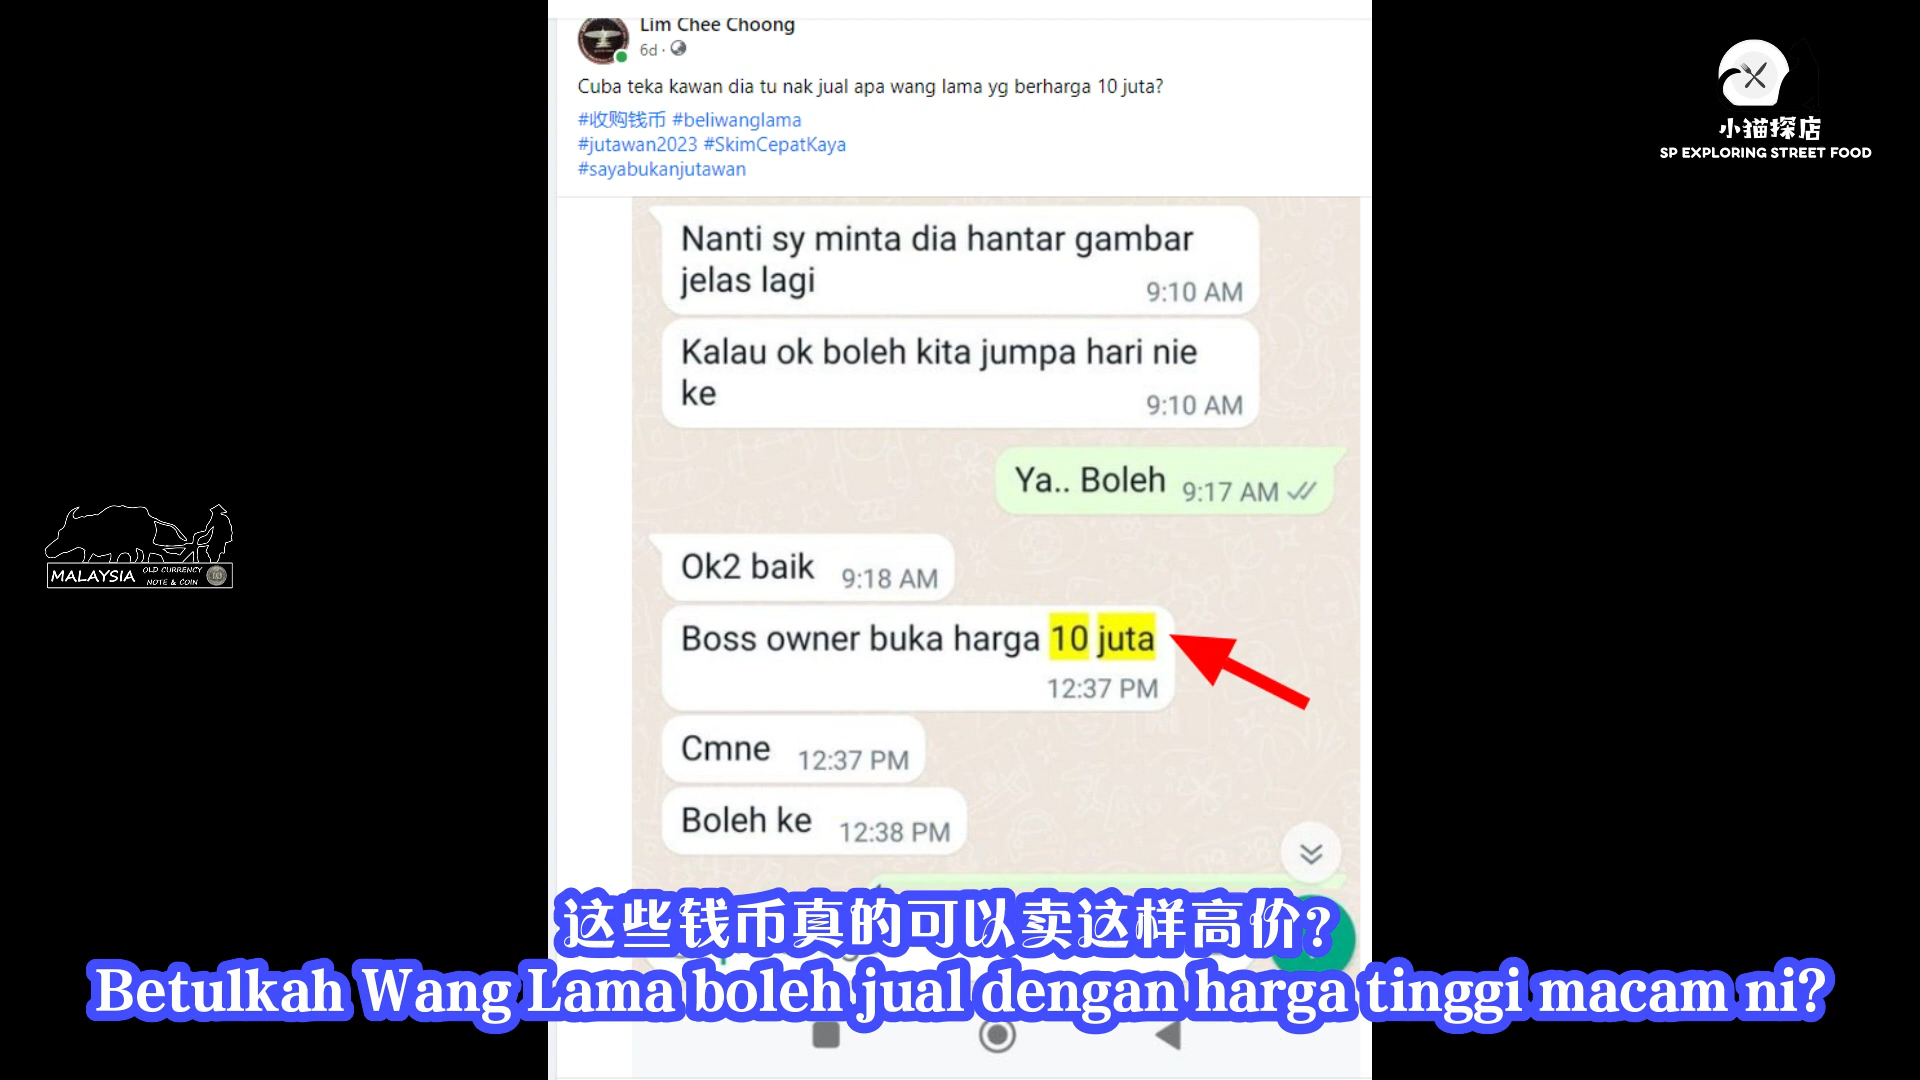 Lim Chee Choong
6d ·
Cuba teka kawan dia tu nak jual apa wang lama yg berharga 10 juta?
#收购钱币 #beliwanglama
#jutawan2023 #SkimCepatKaya
#sayabukanjutawan
小猫探店
SP EXPLORING STREET FOOD
Nanti sy minta dia hantar gambar
jelas lagi
9:10 AM
Kalau ok boleh kita jumpa hari nie
ke
9:10 AM
Ya.. Boleh 9:17 AM
Ok2 baik 9:18 AM
MALAYSIA OLD CURRENCY
NOTE & COIN
Boss owner buka harga 10 juta
12:37 PM
Cmne 12:37 PM
Boleh ke 12:38 PM
这些钱币真的可以卖这样高价?
Betulkah Wang Lama boleh jual dengan harga tinggi macam ni?